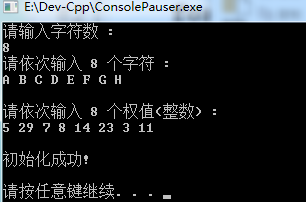 E:\Dev-Cpp\ConsolePauser.exe
请输入字符数 :
8
请依次输入 8 个字符 :
A B C D E F G H
请依次输入 8 个权值(整数) :
5 29 7 8 14 23 3 11
初始化成功!
请按任意键继续. . .